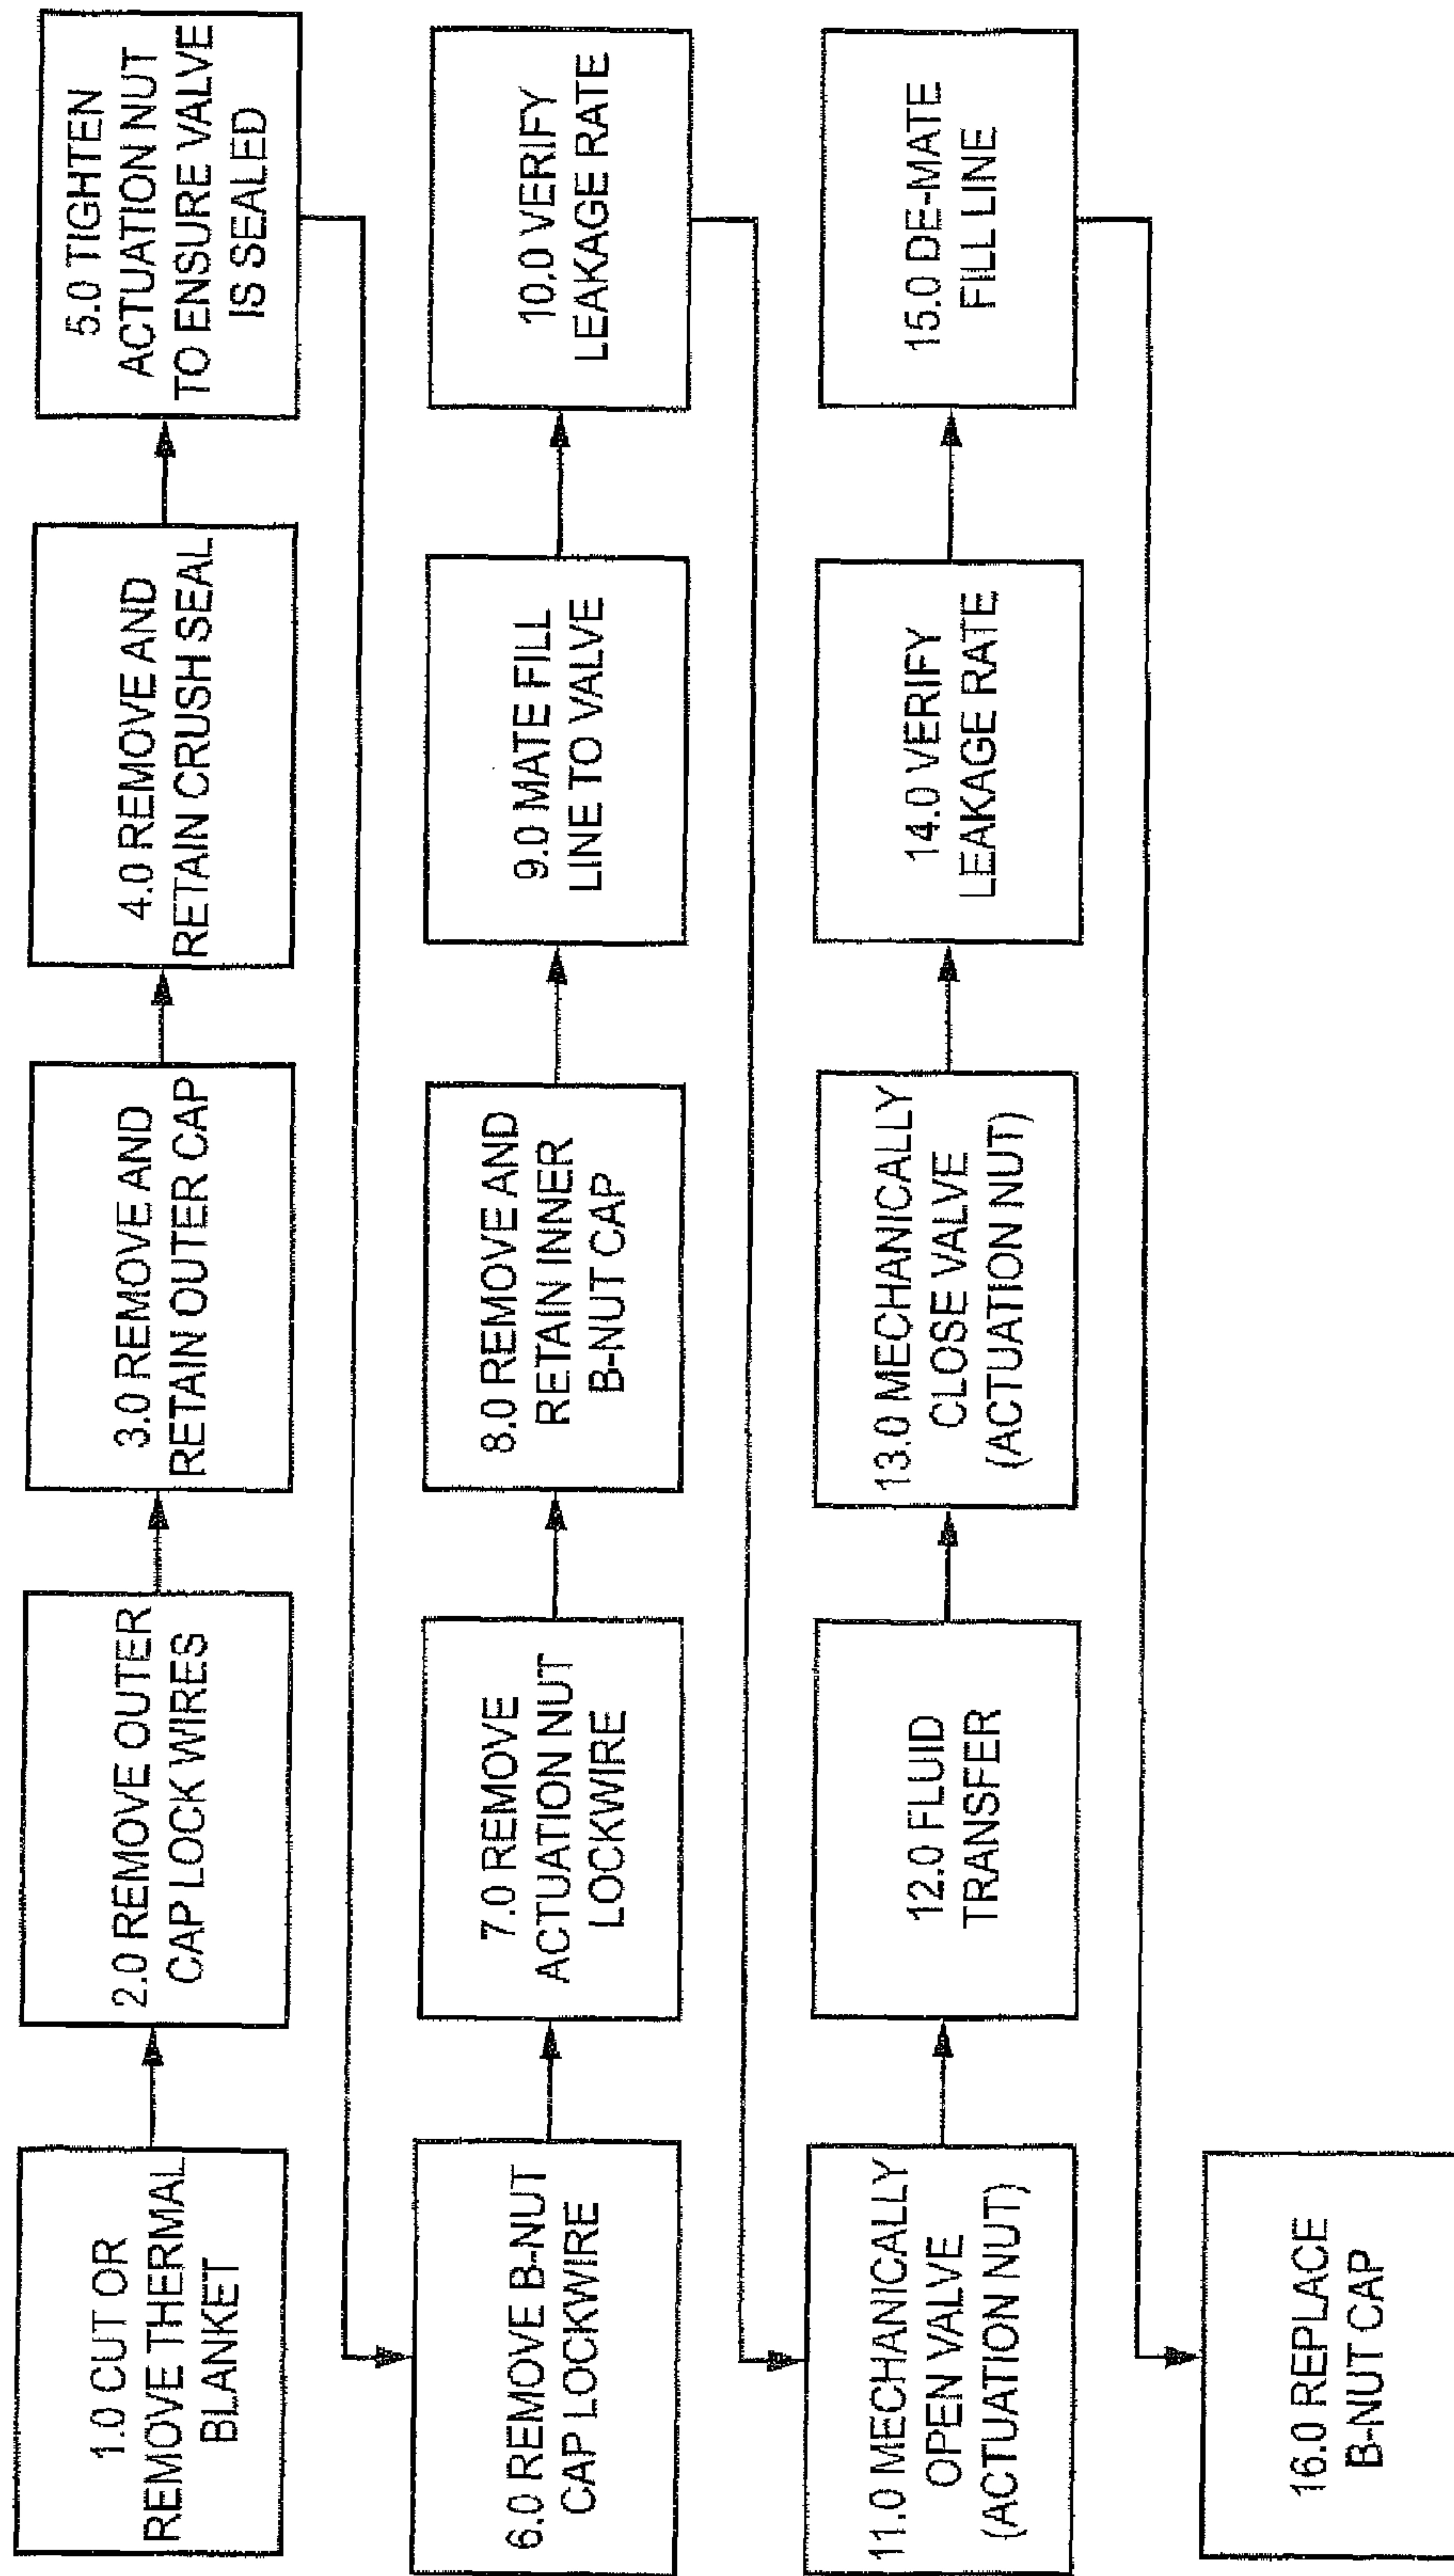 1.0 CUT OR
REMOVE THERMAL
BLANKET
2.0 REMOVE OUTER
CAP LOCK WIRES
3.0 REMOVE AND
RETAIN OUTER CAP
4.0 REMOVE AND
RETAIN CRUSH SEAL
5.0 TIGHTEN
ACTUATION NUT
TO ENSURE VALVE
IS SEALED
6.0 REMOVE B-NUT
CAP LOCKWIRE
7.0 REMOVE
ACTUATION NUT
LOCKWIRE
8.0 REMOVE AND
RETAIN INNER
B-NUT CAP
9.0 MATE FILL
LINE TO VALVE
10.0 VERIFY
LEAKAGE RATE
11.0 MECHANICALLY
OPEN VALVE
(ACTUATION NUT)
12.0 FLUID
TRANSFER
13.0 MECHANICALLY
CLOSE VALVE
(ACTUATION NUT)
14.0 VERIFY
LEAKAGE RATE
15.0 DE-MATE
FILL LINE
16.0 REPLACE
B-NUT CAP